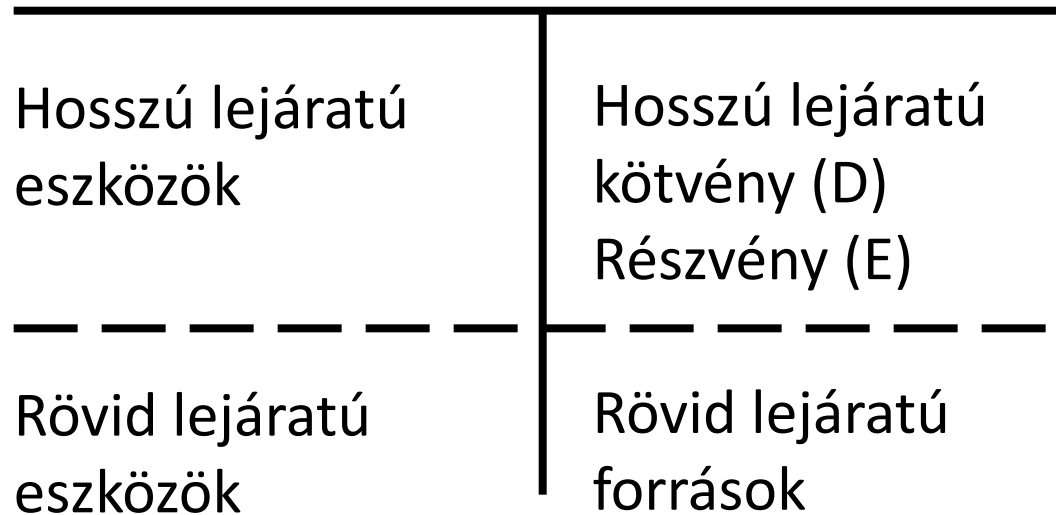 Hosszú lejáratú
eszközök
Hosszú lejáratú
kötvény (D)
Részvény (E)
Rövid lejáratú
eszközök
Rövid lejáratú
források